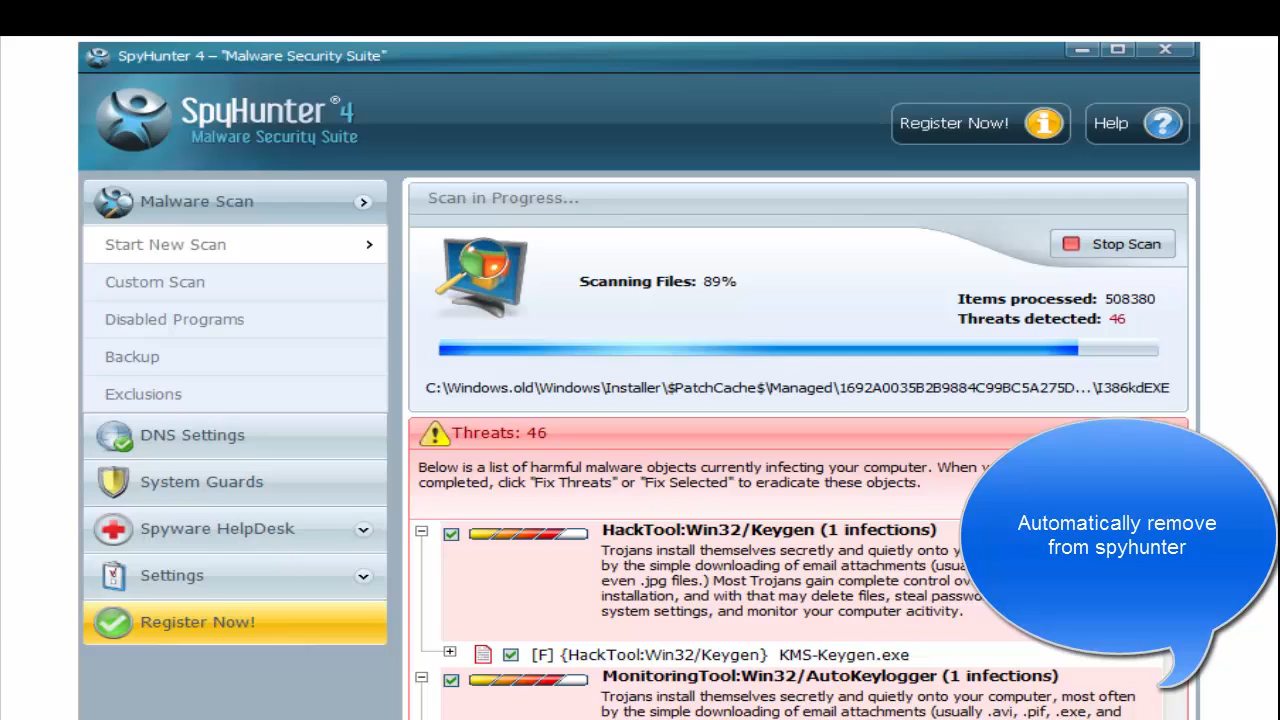 SpyHunter 4 – "Malware Security Suite"
SpyHunter®4
Malware Security Suite
Register Now!
Help
Malware Scan
Start New Scan
Custom Scan
Disabled Programs
Backup
Exclusions
DNS Settings
System Guards
Spyware HelpDesk
Settings
Register Now!
Scan in Progress...
Stop Scan
Scanning Files: 89%
Items processed: 508380
Threats detected: 46
C:\Windows.old\Windows\Installer\$PatchCache$\Managed\1692A0035B2B9884C99BC5A275D...\I386kdEXE
Threats: 46
Below is a list of harmful malware objects currently infecting your computer. When
completed, click "Fix Threats" or "Fix Selected" to eradicate these objects.
HackTool:Win32/Keygen (1 infections)
Trojans install themselves secretly and quietly onto
by the simple downloading of email attachments
even .jpg files.) Most Trojans gain complete control
installation, and with that may delete files, steal
system settings, and monitor your computer acitivity.
[F] {HackTool:Win32/Keygen} KMS-Keygen.exe
MonitoringTool:Win32/AutoKeylogger (1 infections)
Trojans install themselves secretly and quietly onto your computer, most often
by the simple downloading of email attachments (usually .avi, .pif, .exe, and
Automatically remove
from spyhunter